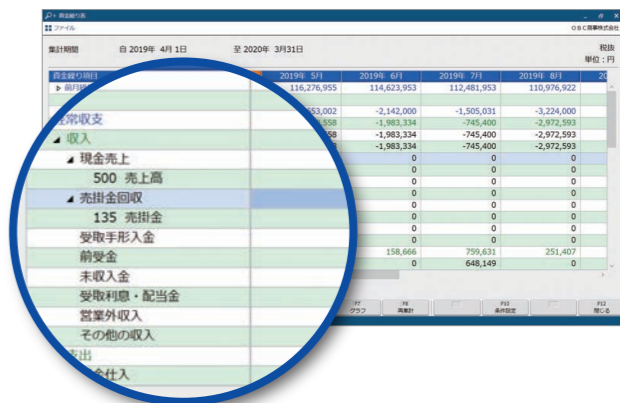 資金繰り表
ファイル
OBC商事株式会社
集計期間 自 2019年 4月 1日 至 2020年 3月31日 税抜
単位：円
資金繰り項目 2019年 5月 2019年 6月 2019年 7月 2019年 8月 20
116,276,955 114,623,953 112,481,953 110,976,922
-2,142,000 -1,505,031 -3,224,000
経常収支 -1,983,334 -745,400 -2,972,593
収入 -1,983,334 -745,400 -2,972,593
-1,983,334 -745,400 -2,972,593
現金売上 0 0 0
500 売上高 0 0 0
売掛金回収 0 0 0
135 売掛金 0 0 0
受取手形入金 0 0 0
前受金 0 0 0
未収入金 0 0 0
受取利息・配当金 0 0 0
営業外収入 158,666 759,631 251,407
その他の収入 0 648,149 0
支出
F7 グラフ F8 再集計 F10 条件設定 F12 閉じる